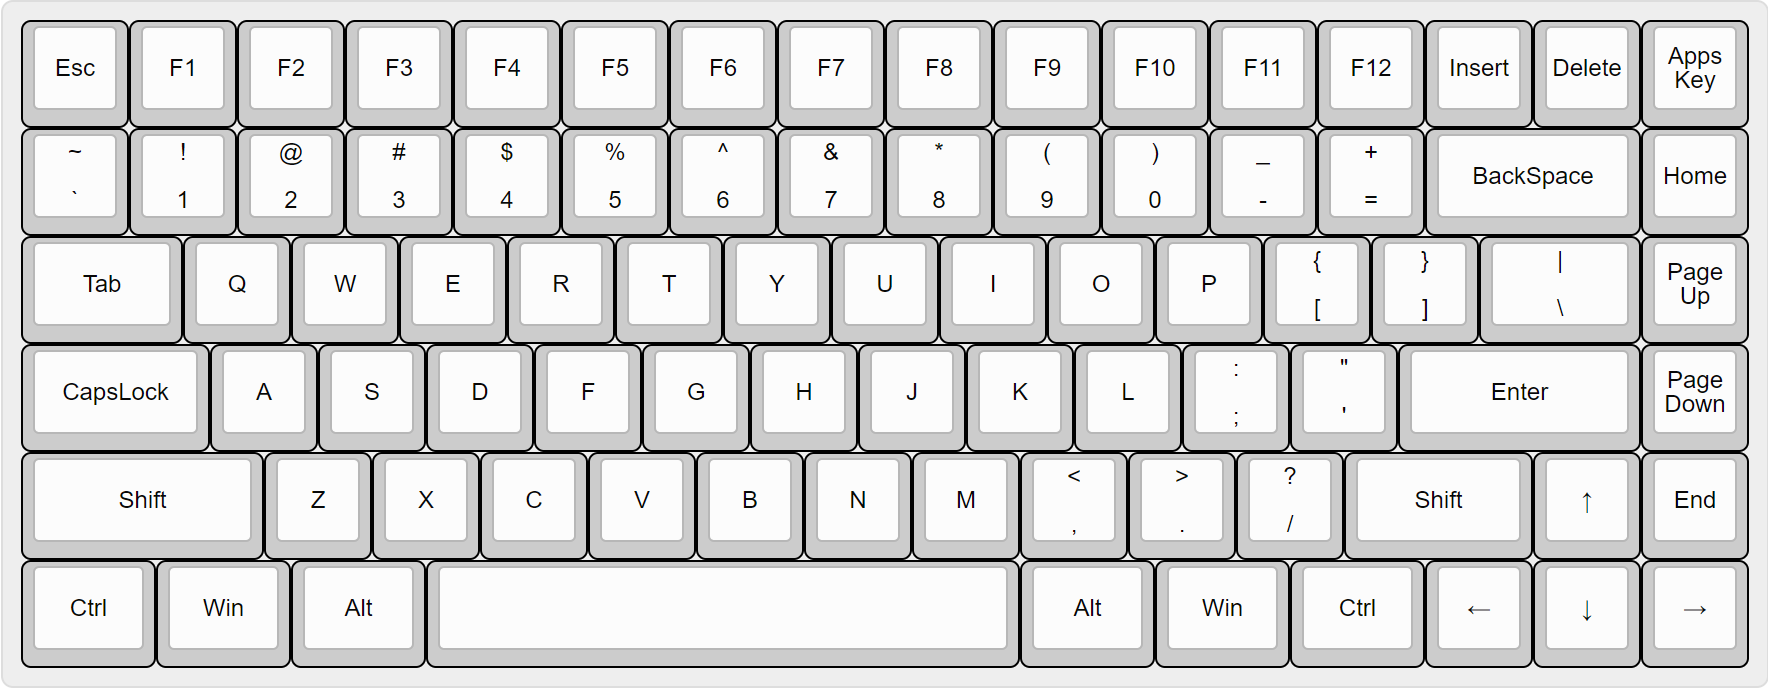 Esc F1 F2 F3 F4 F5 F6 F7 F8 F9 F10 F11 F12 Insert Delete Apps Key
~ ! @ # $ % ^ & * ( ) _ + BackSpace Home
` 1 2 3 4 5 6 7 8 9 0 - =
Tab Q W E R T Y U I O P { } | Page Up
[ ] \
CapsLock A S D F G H J K L : " Enter Page Down
; '
Shift Z X C V B N M < > ? Shift ↑ End
, . /
Ctrl Win Alt Alt Win Ctrl ← ↓ →